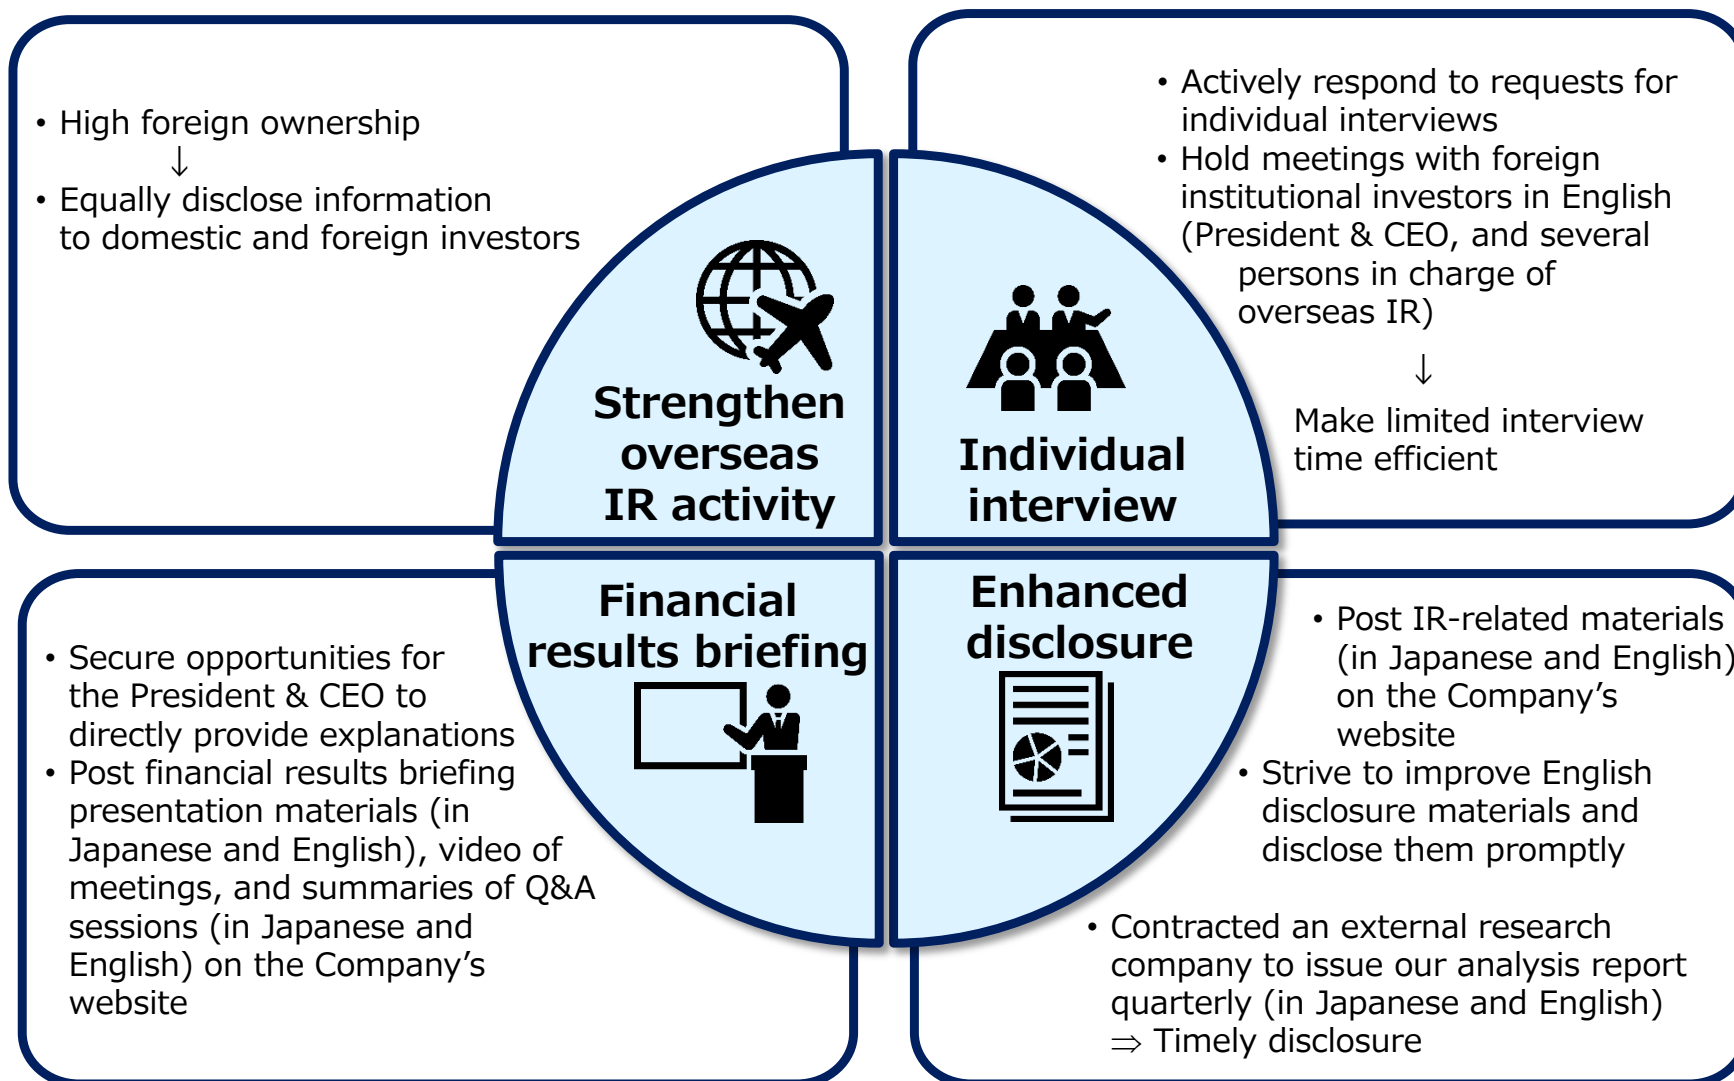 • High foreign ownership
↓
• Equally disclose information
to domestic and foreign investors
Strengthen
overseas
IR activity
• Actively respond to requests for
individual interviews
• Hold meetings with foreign
institutional investors in English
(President & CEO, and several
persons in charge of
overseas IR)
↓
Make limited interview
time efficient
Individual
interview
Financial
results briefing
• Secure opportunities for
the President & CEO to
directly provide explanations
• Post financial results briefing
presentation materials (in
Japanese and English), video of
meetings, and summaries of Q&A
sessions (in Japanese and
English) on the Company’s
website
Enhanced
disclosure
• Post IR-related materials
(in Japanese and English)
on the Company’s
website
• Strive to improve English
disclosure materials and
disclose them promptly
• Contracted an external research
company to issue our analysis report
quarterly (in Japanese and English)
⇒ Timely disclosure